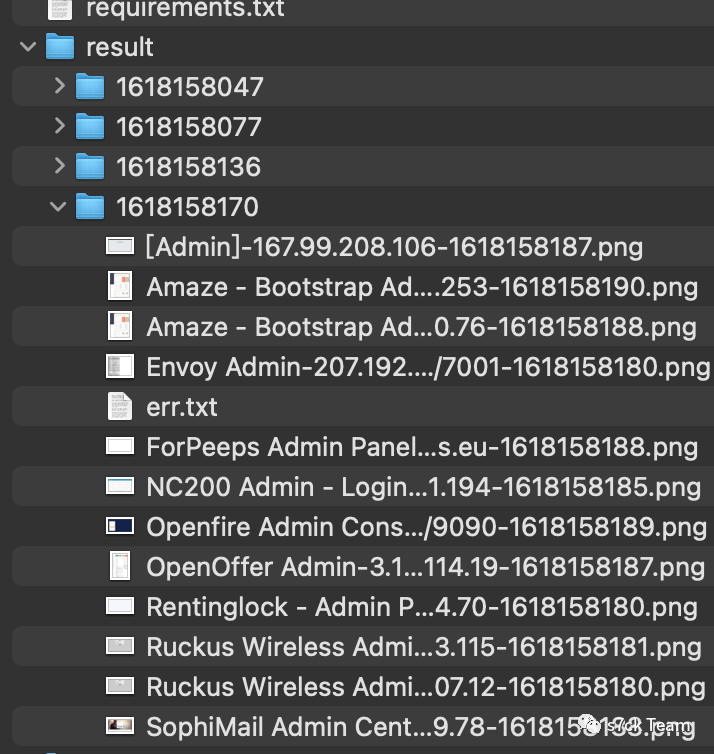 requirements.txt
result
1618158047
1618158077
1618158136
1618158170
[Admin]-167.99.208.106-1618158187.png
Amaze - Bootstrap Ad....253-1618158190.png
Amaze - Bootstrap Ad...0.76-1618158188.png
Envoy Admin-207.192..../7001-1618158180.png
err.txt
ForPeeps Admin Panel...s.eu-1618158188.png
NC200 Admin - Login...1.194-1618158185.png
Openfire Admin Cons.../9090-1618158189.png
OpenOffer Admin-3.1...114.19-1618158187.png
Rentinglock - Admin P...4.70-1618158180.png
Ruckus Wireless Admi...3.115-1618158181.png
Ruckus Wireless Admi...07.12-1618158180.png
SophiMail Admin Cent...9.78-16181
Team